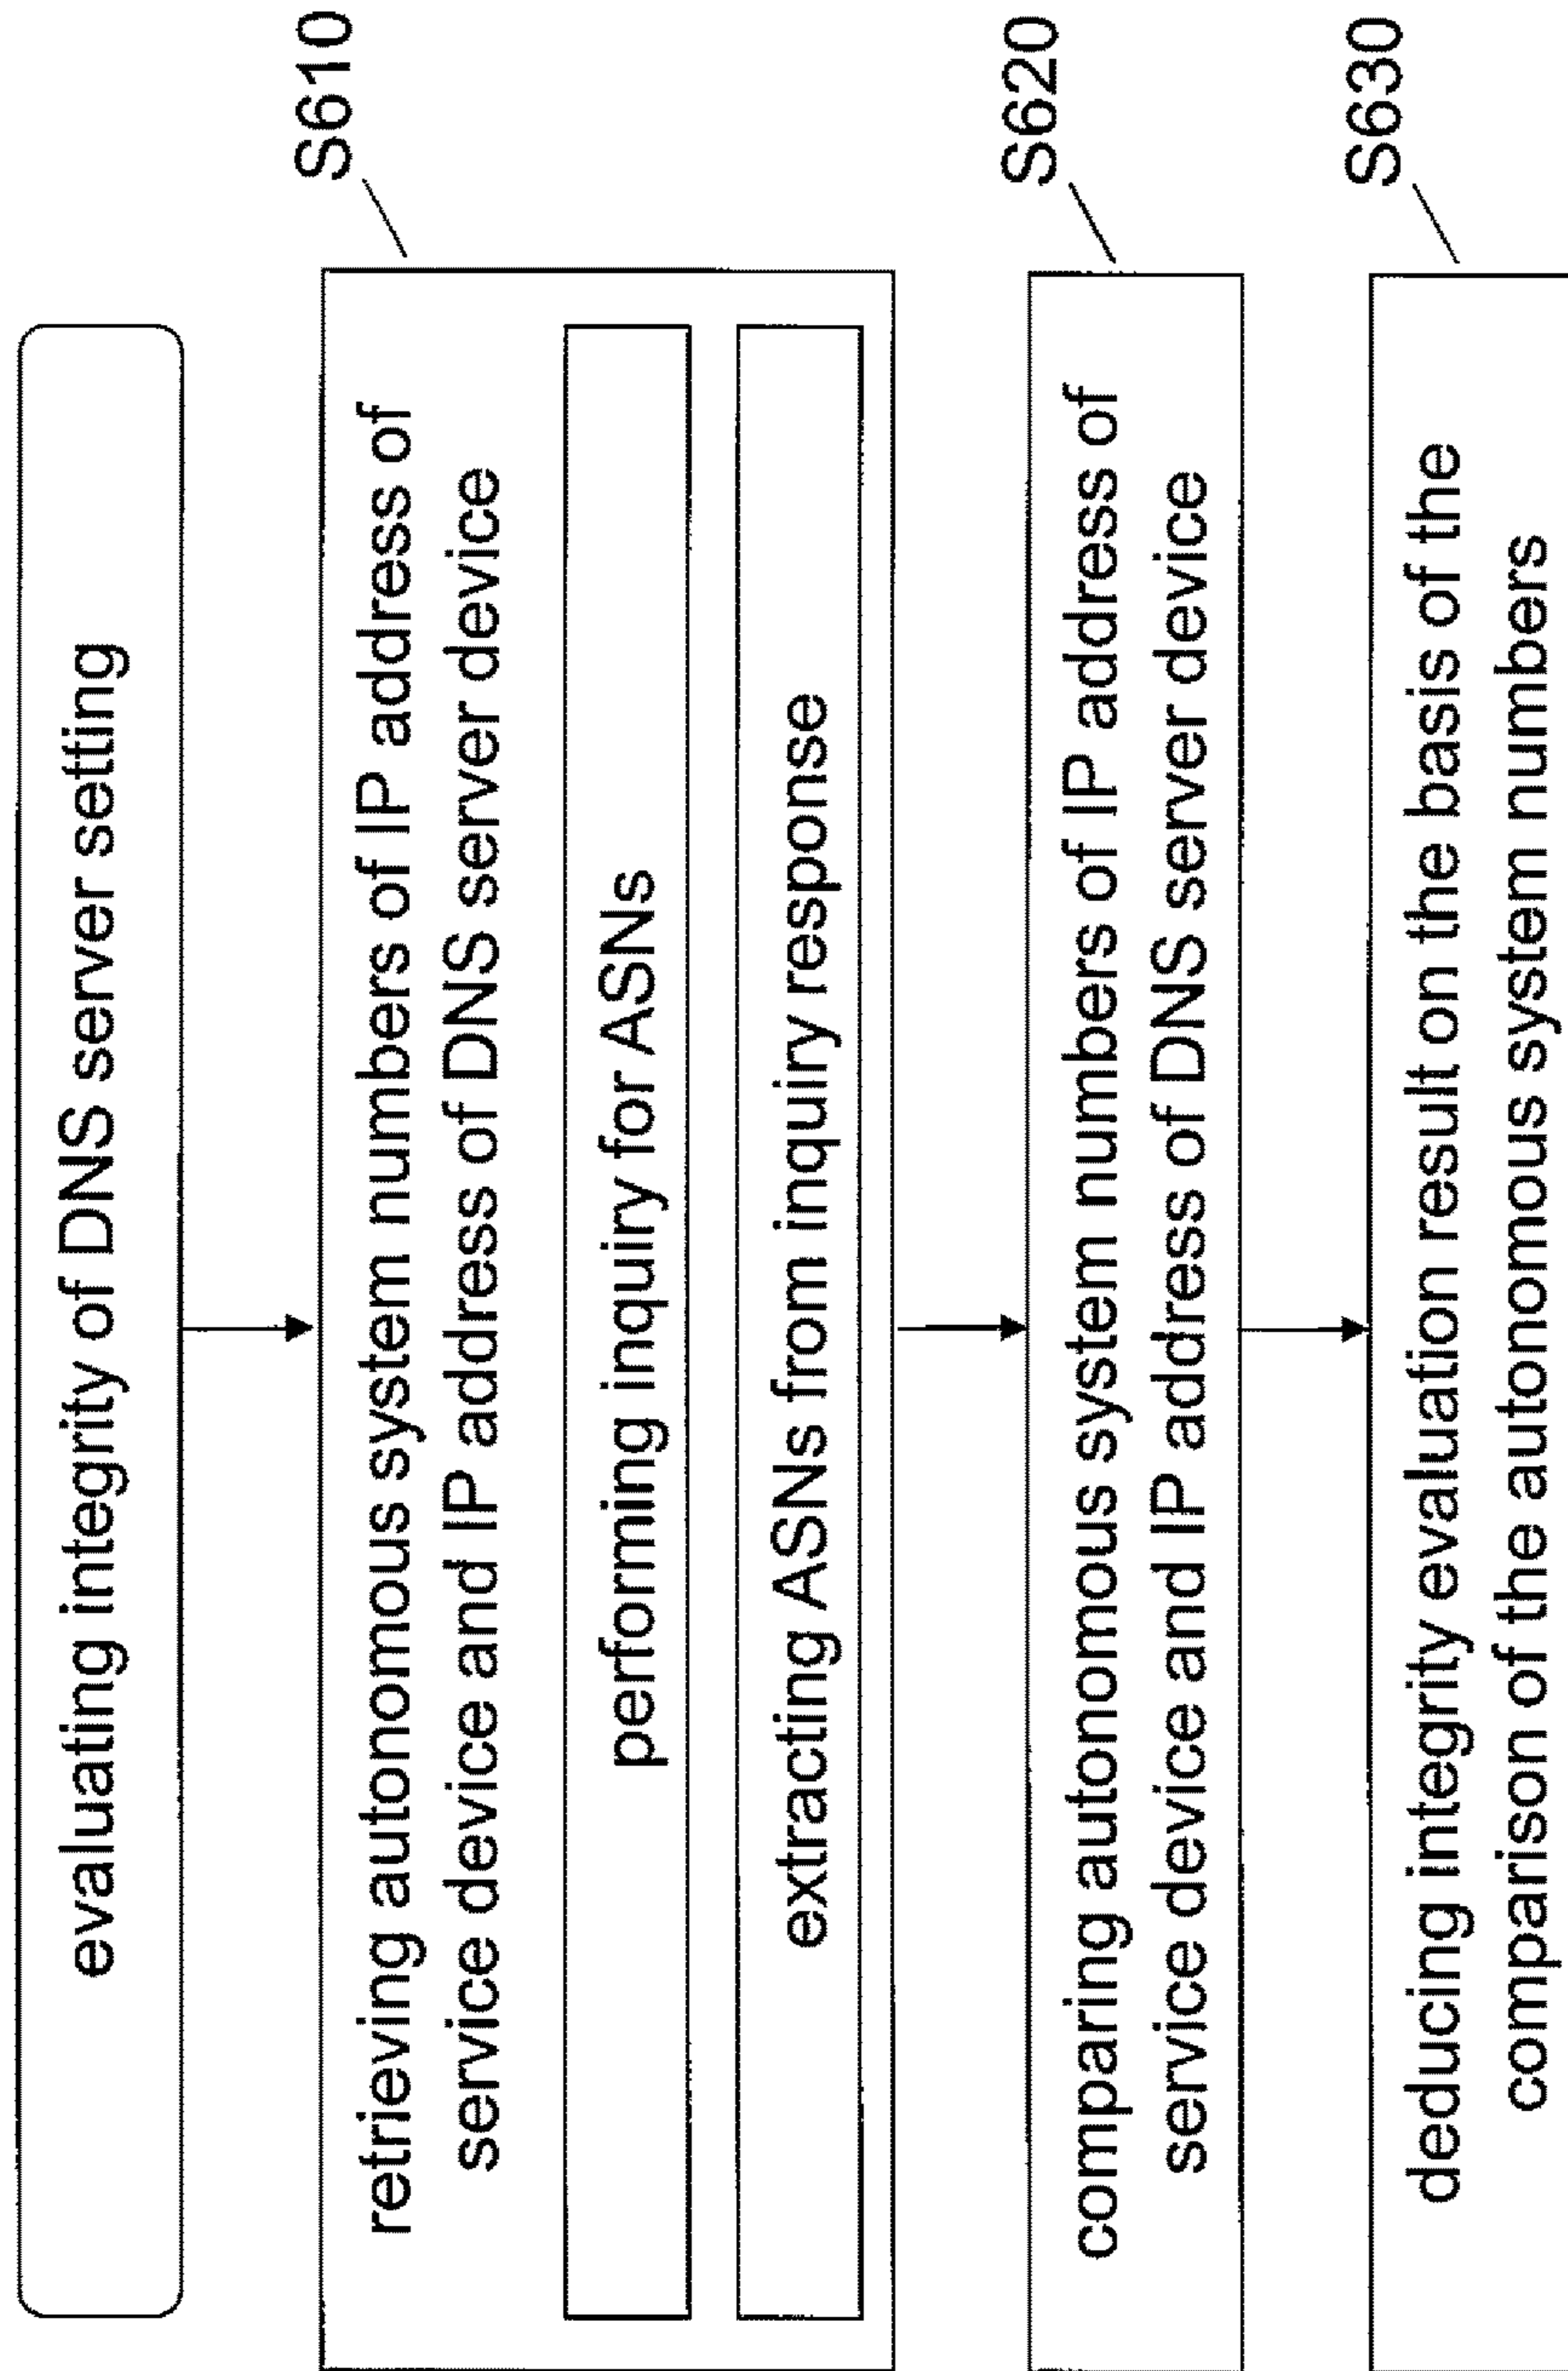 evaluating integrity of DNS server setting
S610
retrieving autonomous system numbers of IP address of
service device and IP address of DNS server device
performing inquiry for ASNs
extracting ASNs from inquiry response
S620
comparing autonomous system numbers of IP address of
service device and IP address of DNS server device
S630
deducing integrity evaluation result on the basis of the
comparison of the autonomous system numbers